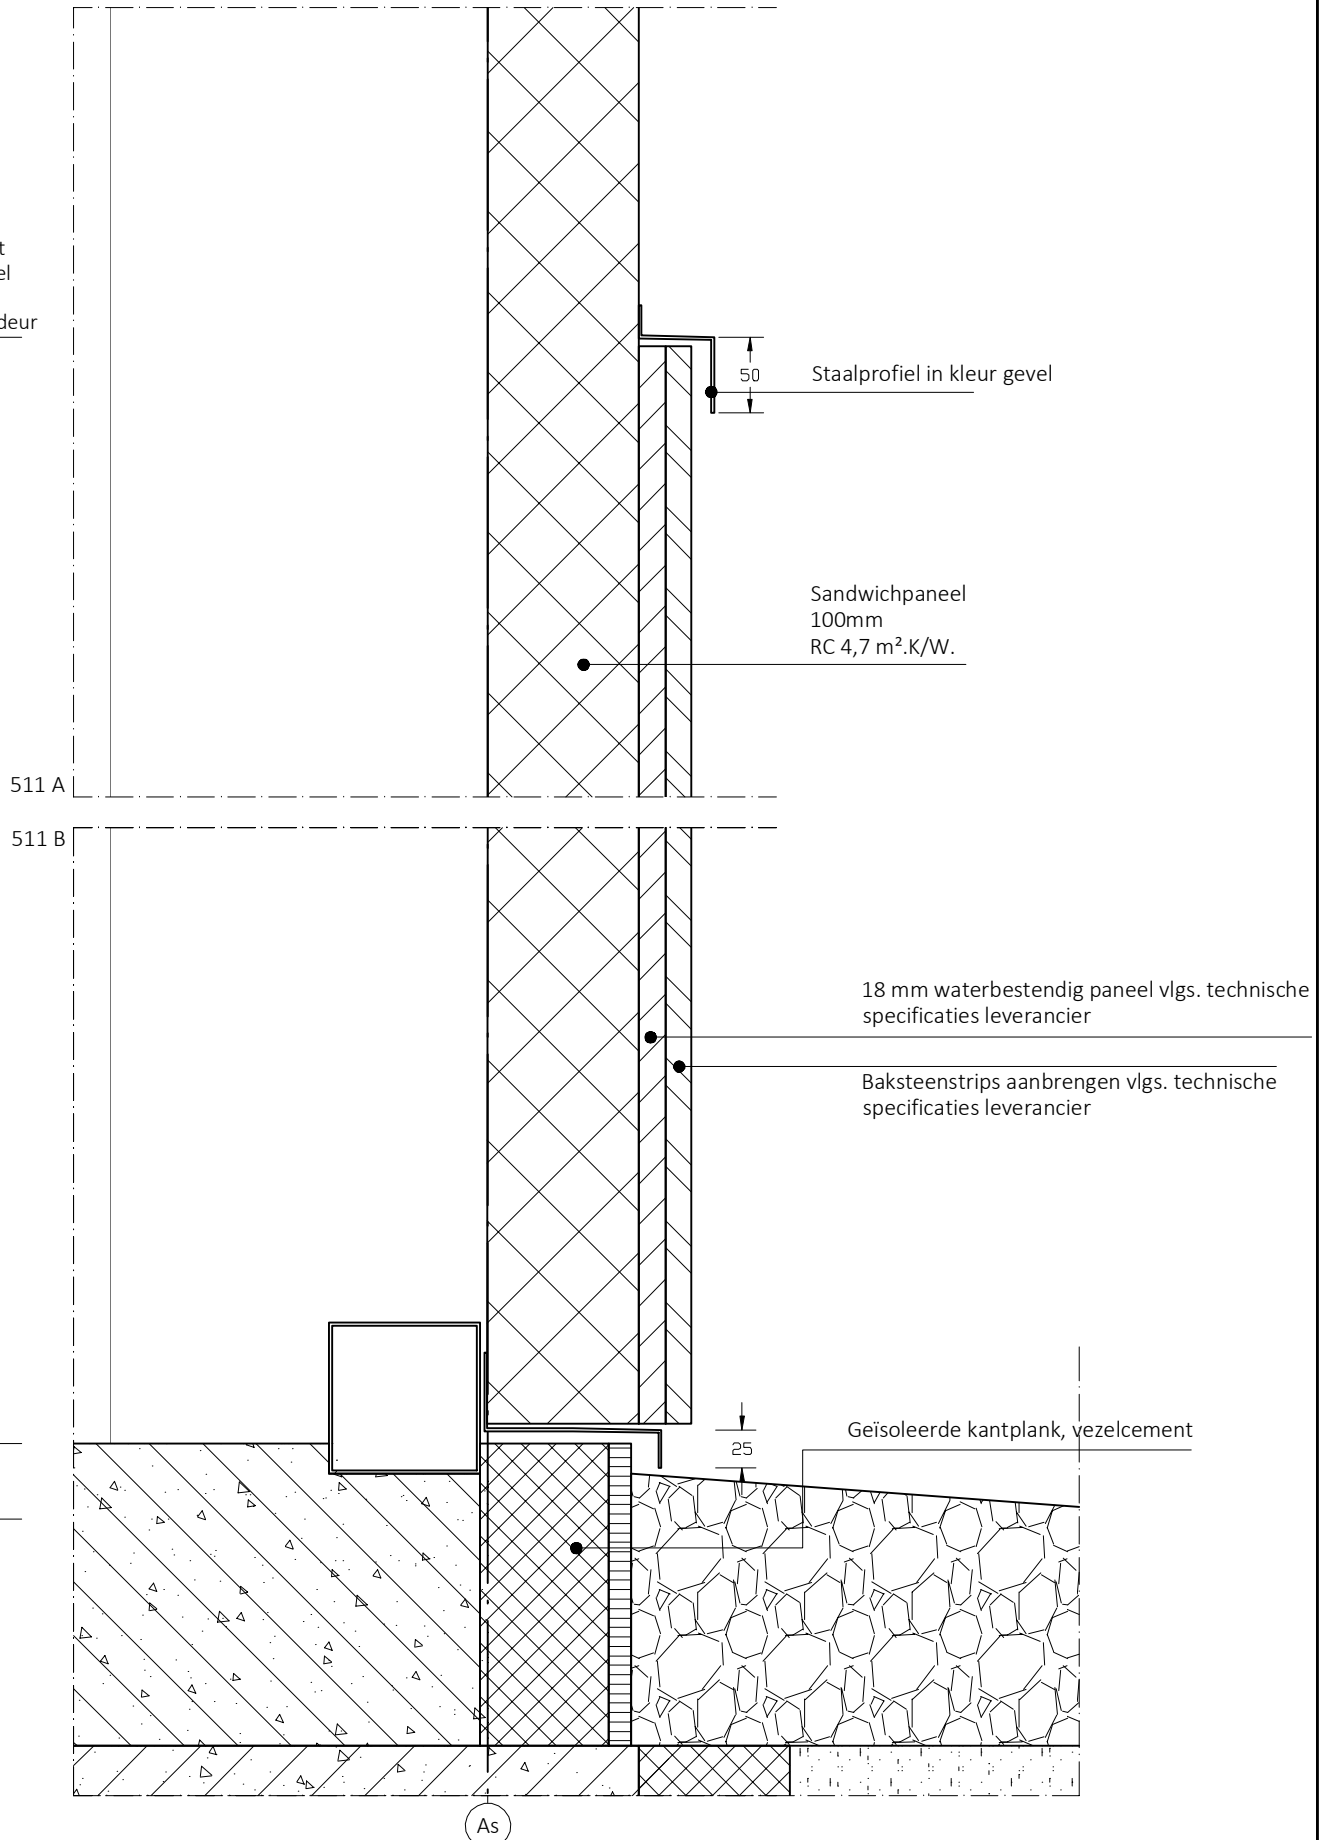 t
el
deur
50
Staalprofiel in kleur gevel
Sandwichpaneel
100mm
RC 4,7 m².K/W.
511 A
511 B
18 mm waterbestendig paneel vlgs. technische
specificaties leverancier
Baksteenstrips aanbrengen vlgs. technische
specificaties leverancier
Geïsoleerde kantplank, vezelcement
25
As